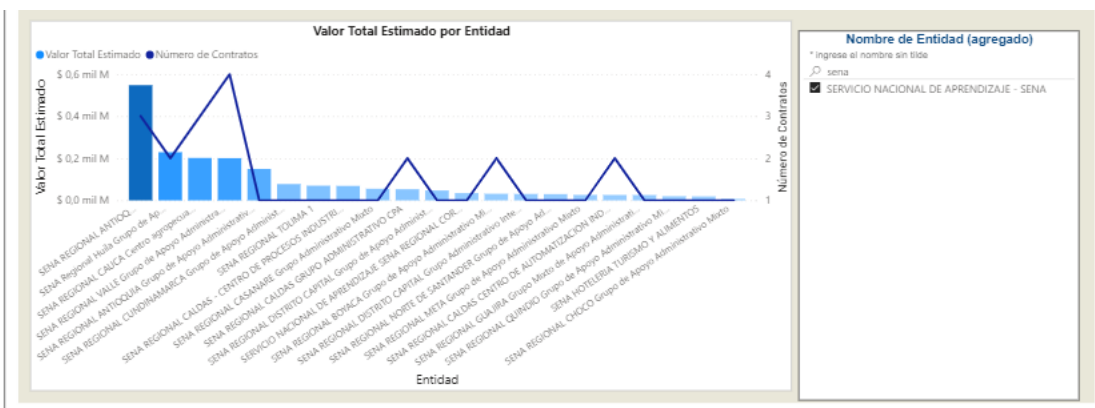 Valor Total Estimado por Entidad
Valor Total Estimado Número de Contratos
Valor Total Estimado
$ 0,6 mil M
$ 0,4 mil M
$ 0,2 mil M
$ 0,0 mil M
4
3
2
1
Número de Contratos
SENA REGIONAL ANTIOQ...
SENA Regional Huila Grupo de Ap...
SENA REGIONAL CAUCA Centro agropecua...
SENA REGIONAL VALLE Grupo de Apoyo Administra...
SENA REGIONAL ANTIOQUIA Grupo de Apoyo Administrativ...
SENA REGIONAL CUNDINAMARCA Grupo de Apoyo Administ...
SENA REGIONAL TOLIMA 1
SENA REGIONAL CALDAS - CENTRO DE PROCESOS INDUSTRI...
SENA REGIONAL CASANARE Grupo Administrativo Mixto
SENA REGIONAL CALDAS GRUPO ADMINISTRATIVO CPA
SENA REGIONAL DISTRITO CAPITAL Grupo de Apoyo Administ...
SERVICIO NACIONAL DE APRENDIZAJE SENA REGIONAL COR...
SENA REGIONAL BOYACA Grupo de Apoyo Administrativo Mi...
SENA REGIONAL DISTRITO CAPITAL Grupo Administrativo Inte...
SENA REGIONAL NORTE DE SANTANDER Grupo de Apoyo Ad...
SENA REGIONAL META Grupo de Apoyo Administrativo Mixto
SENA REGIONAL CALDAS CENTRO DE AUTOMATIZACION IND...
SENA REGIONAL GUAJIRA Grupo Mixto de Apoyo Administrati...
SENA REGIONAL QUINDIO Grupo de Apoyo Administrativo Mi...
SENA HOTELERIA TURISMO Y ALIMENTOS
SENA REGIONAL CHOCO Grupo de Apoyo Administrativo Mixto
Entidad
Nombre de Entidad (agregado)
* Ingrese el nombre sin tilde
sena
SERVICIO NACIONAL DE APRENDIZAJE - SENA